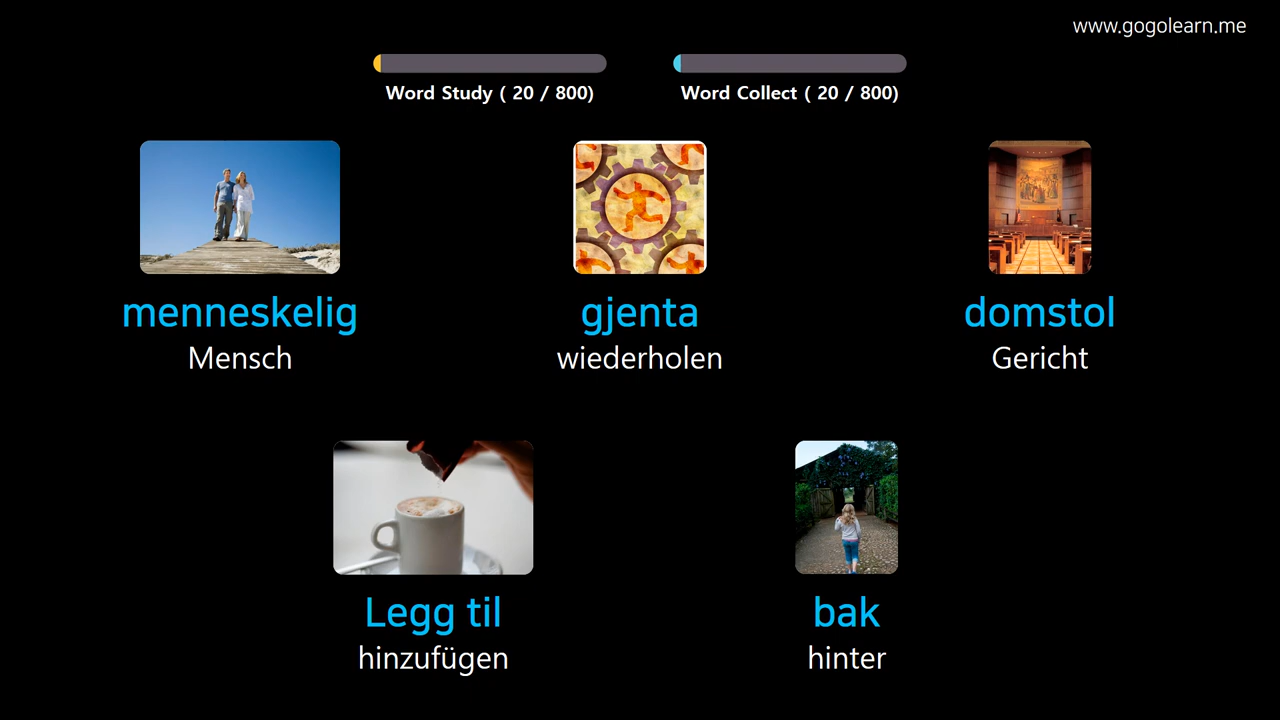 www.gogolearn.me
Word Study ( 20 / 800)
Word Collect ( 20 / 800)
menneskelig
Mensch
gjenta
wiederholen
domstol
Gericht
Legg til
hinzufügen
bak
hinter